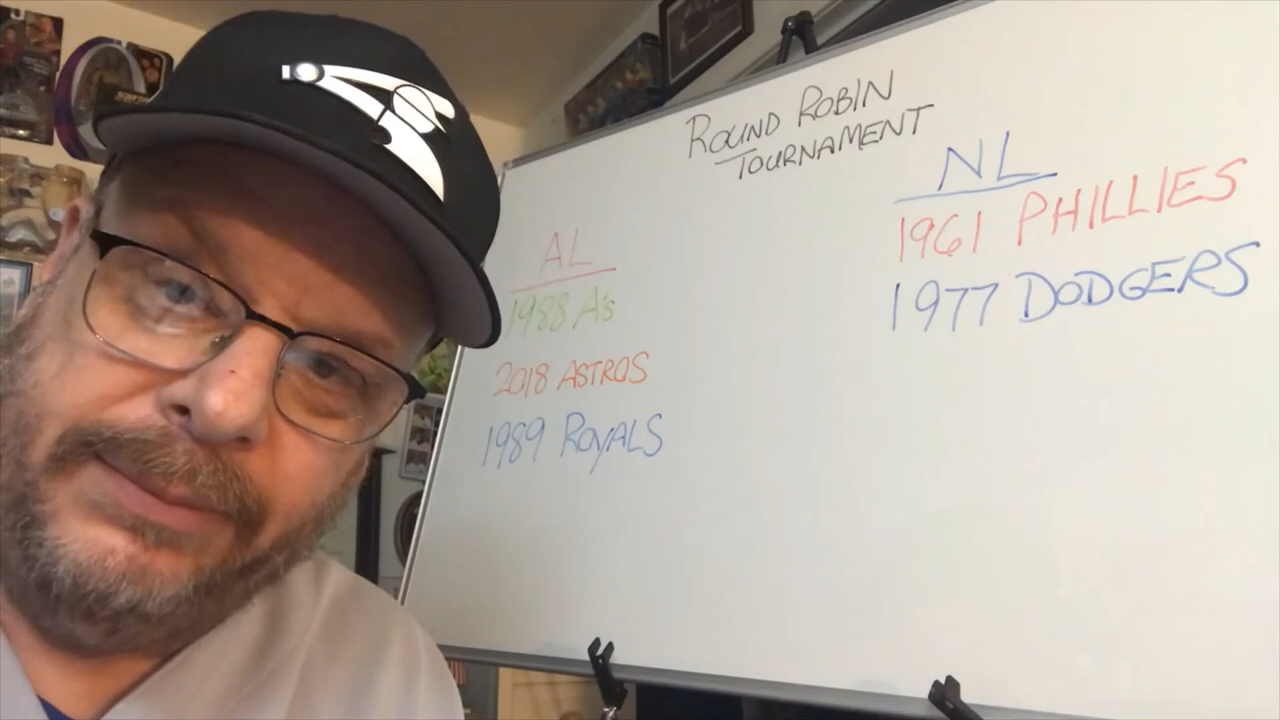 ROUND ROBIN
TOURNAMENT
AL
1988 A's
2018 ASTROS
1989 ROYALS
NL
1961 PHILLIES
1977 DODGERS